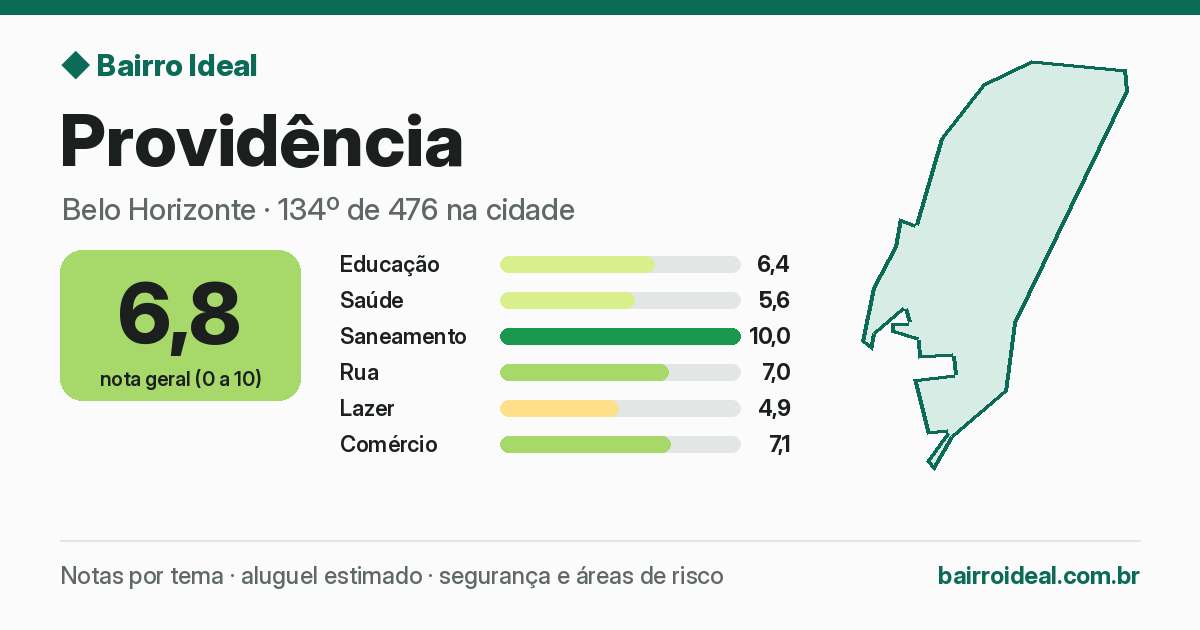 Bairro Ideal
Providência
Belo Horizonte · 134º de 476 na cidade
6,8
nota geral (0 a 10)
Educação 6,4
Saúde 5,6
Saneamento 10,0
Rua 7,0
Lazer 4,9
Comércio 7,1
Notas por tema · aluguel estimado · segurança e áreas de risco
bairroideal.com.br